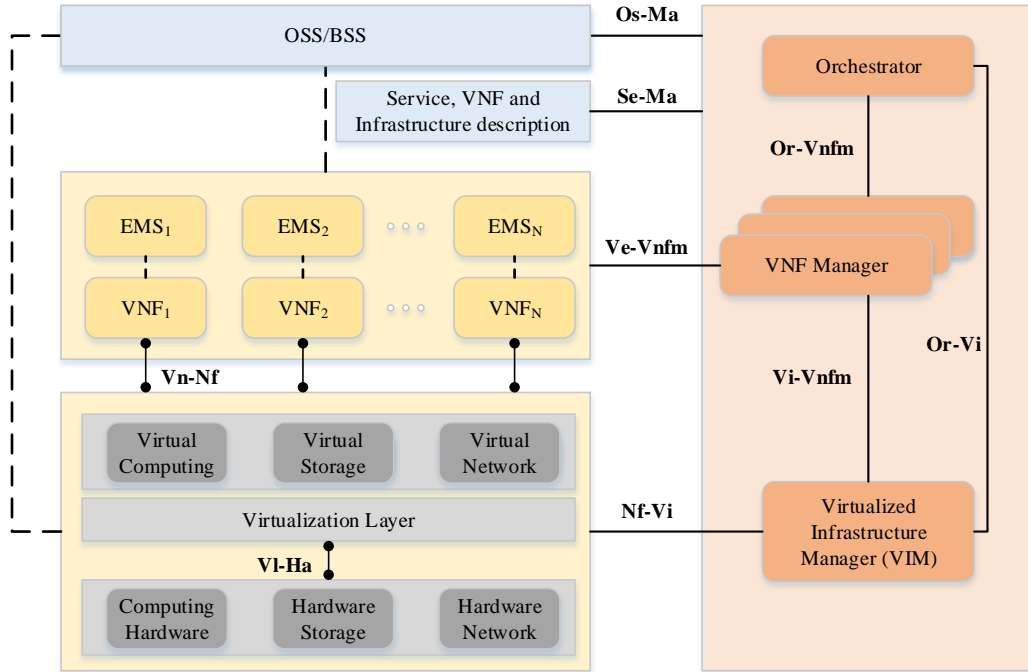 OSS/BSS
Os-Ma
Orchestrator
Service, VNF and
Infrastructure description
Se-Ma
Or-Vnfm
EMS₁
EMS₂
EMS_N
Ve-Vnfm
VNF Manager
VNF₁
VNF₂
VNF_N
Or-Vi
Vn-Nf
Vi-Vnfm
Virtual
Computing
Virtual
Storage
Virtual
Network
Virtualization Layer
Nf-Vi
Virtualized
Infrastructure
Manager (VIM)
Vl-Ha
Computing
Hardware
Hardware
Storage
Hardware
Network